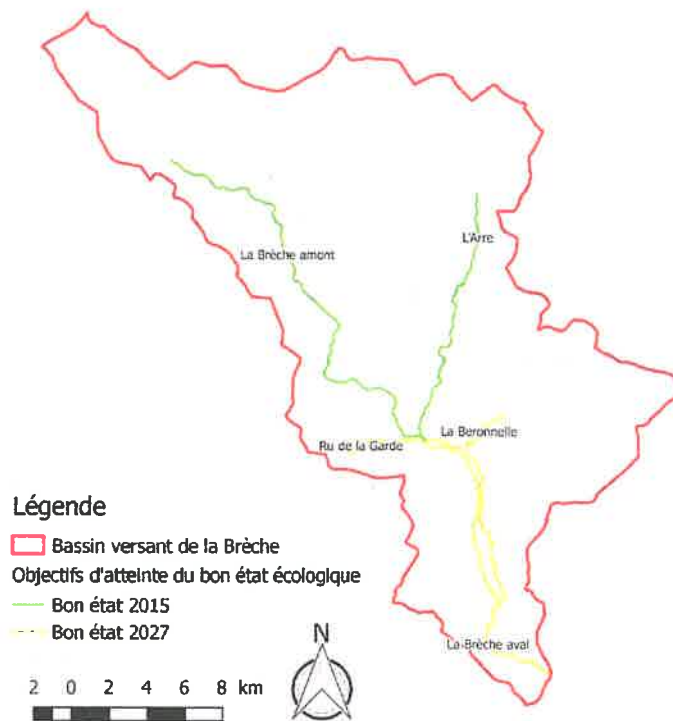 L'Arre
La Brèche amont
La Beronnelle
Ru de la Garde
Légende
Bassin versant de la Brèche
Objectifs d'atteinte du bon état écologique
Bon état 2015
Bon état 2027
N
La Brèche aval
2 0 2 4 6 8 km